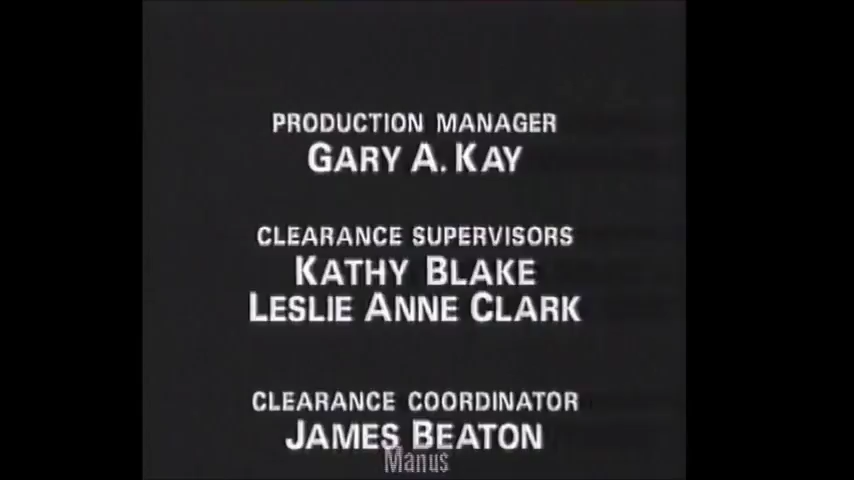 PRODUCTION MANAGER
GARY A. KAY
CLEARANCE SUPERVISORS
KATHY BLAKE
LESLIE ANNE CLARK
CLEARANCE COORDINATOR
JAMES BEATON
Manus